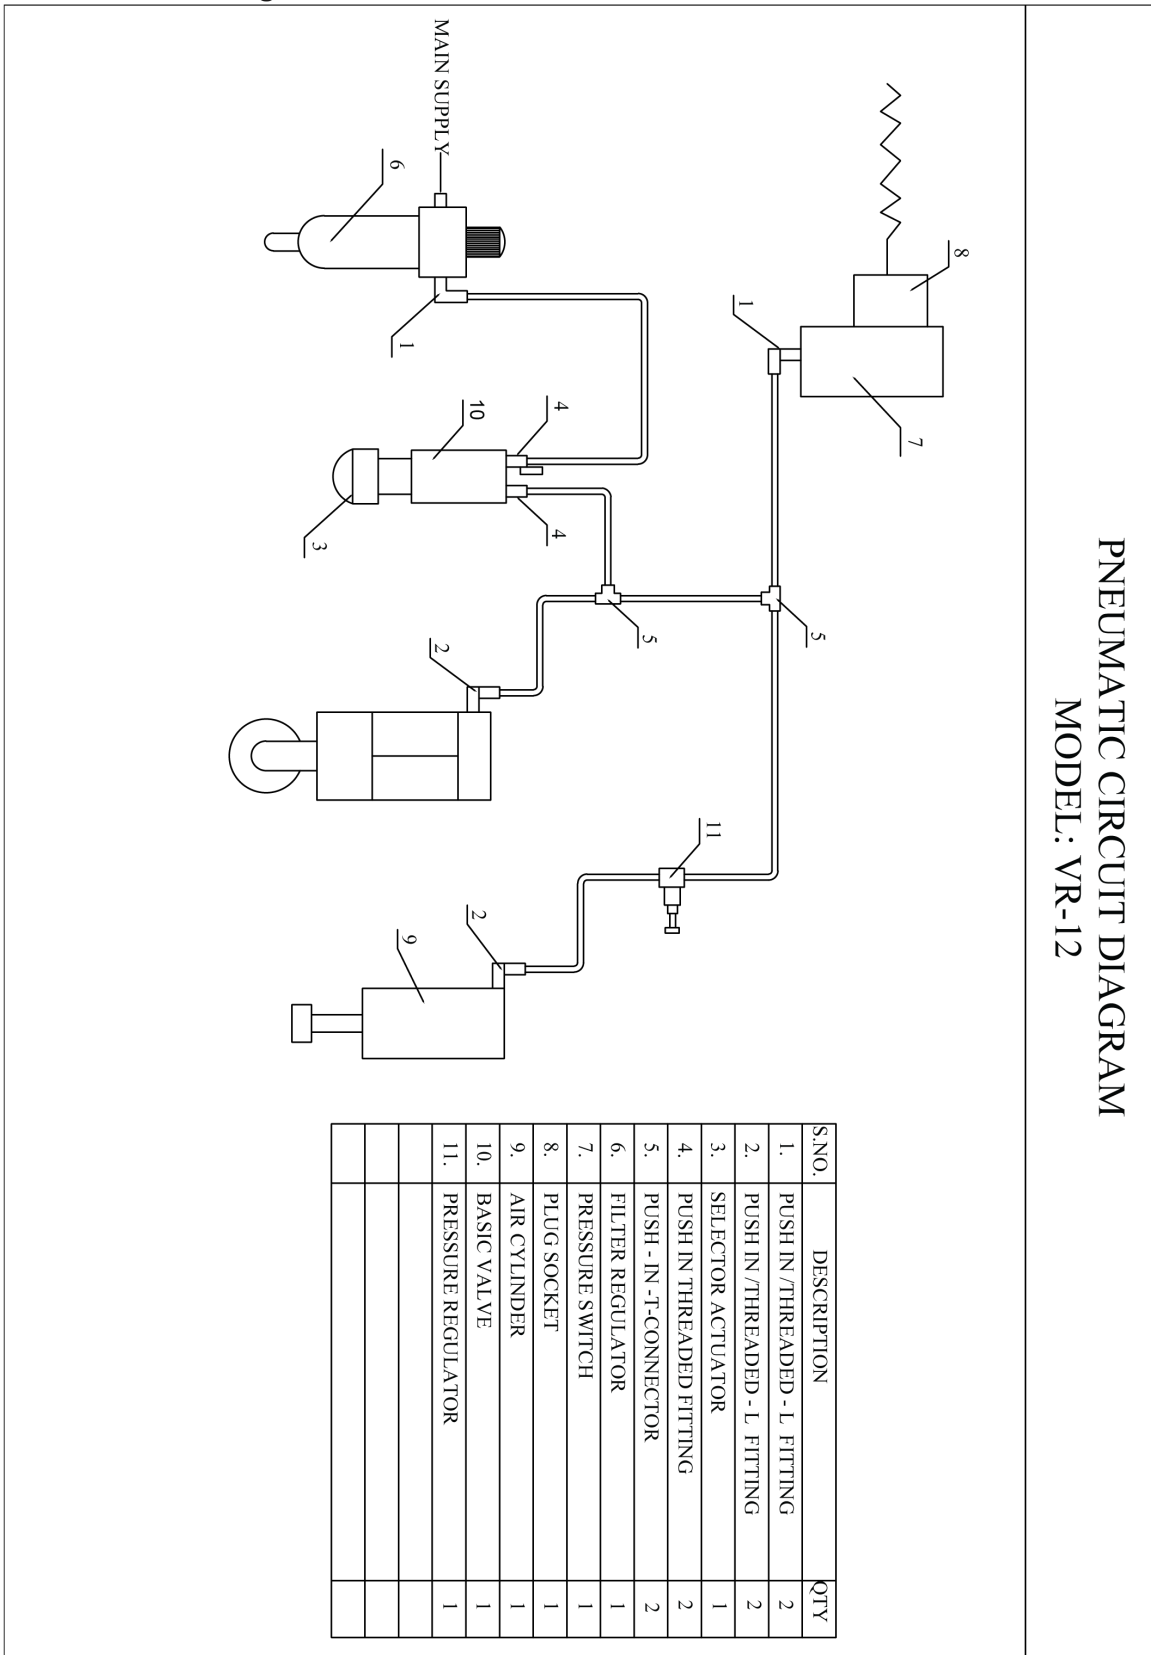 PNEUMATIC CIRCUIT DIAGRAM
MODEL: VR-12
8
7
1
MAIN SUPPLY
6
1
10
4
4
3
5
5
2
11
2
9
S.NO. DESCRIPTION QTY
1. PUSH IN /THREADED - L FITTING 2
2. PUSH IN /THREADED - L FITTING 2
3. SELECTOR ACTUATOR 1
4. PUSH IN THREADED FITTING 2
5. PUSH - IN -T-CONNECTOR 2
6. FILTER REGULATOR 1
7. PRESSURE SWITCH 1
8. PLUG SOCKET 1
9. AIR CYLINDER 1
10. BASIC VALVE 1
11. PRESSURE REGULATOR 1